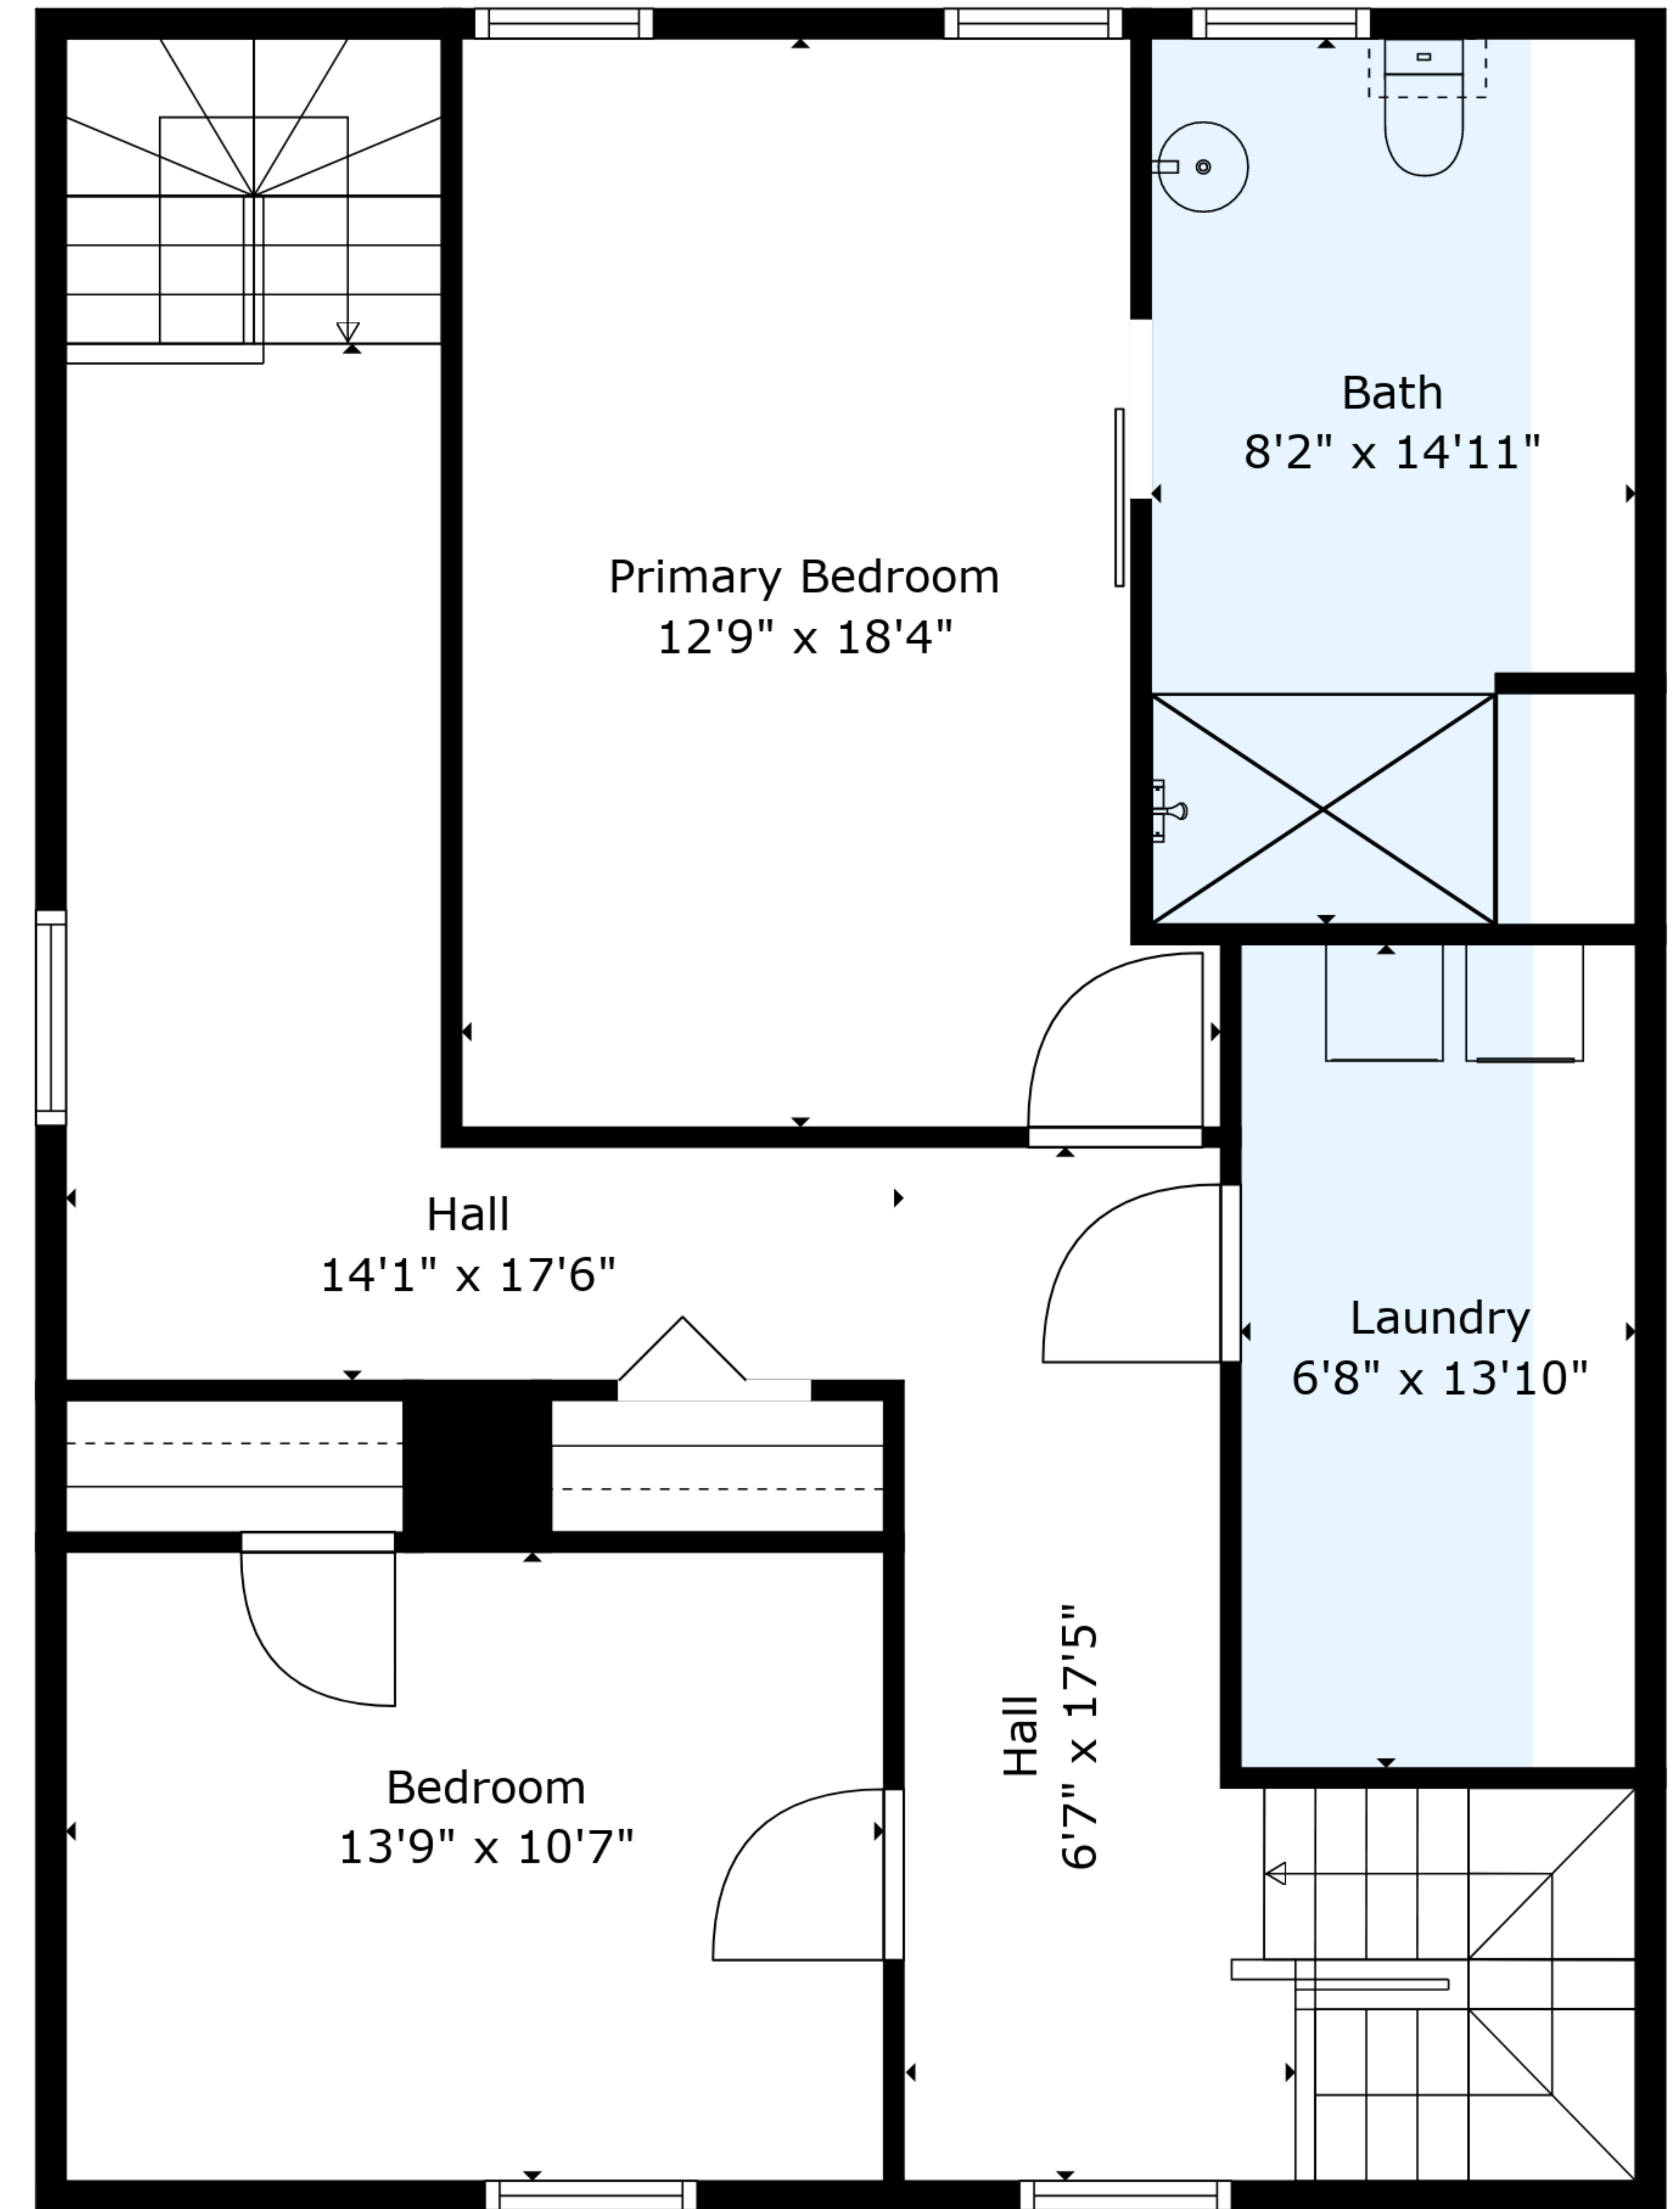 Bath
8'2" x 14'11"
Primary Bedroom
12'9" x 18'4"
Hall
14'1" x 17'6"
Laundry
6'8" x 13'10"
Hall
6'7" x 17'5"
Bedroom
13'9" x 10'7"